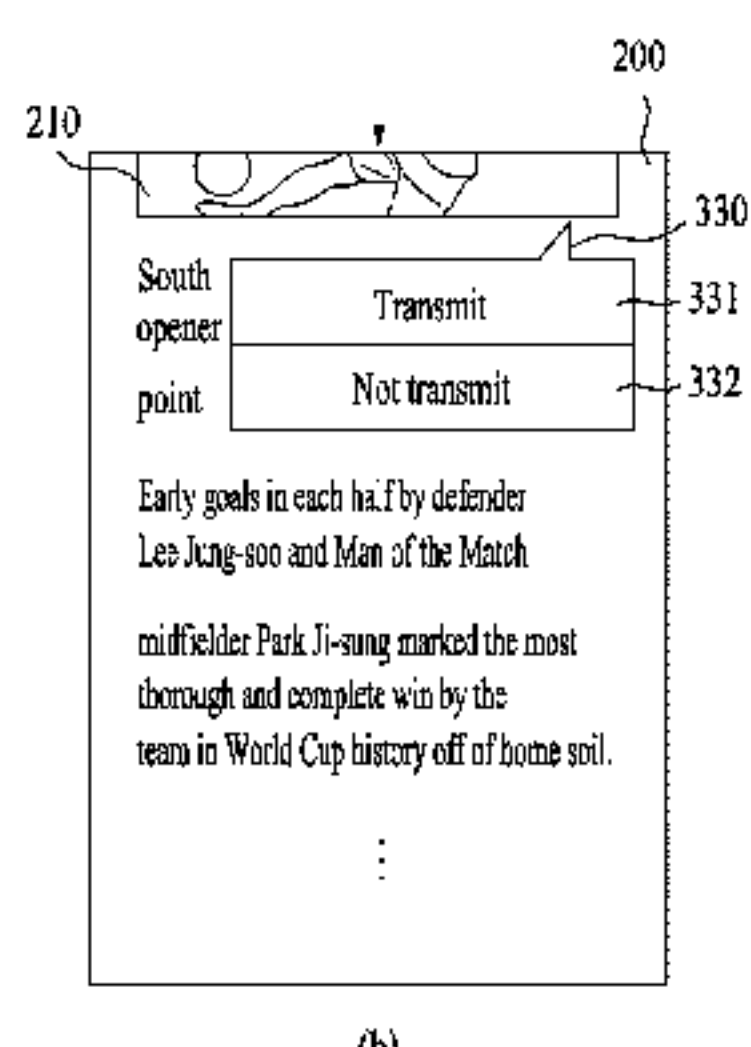 200
210
330
South
opener
point
Transmit
331
Not transmit
332
Early goals in each half by defender
Lee Jung-soo and Man of the Match
midfielder Park Ji-sung marked the most
thorough and complete win by the
team in World Cup history off of home soil.
(b)